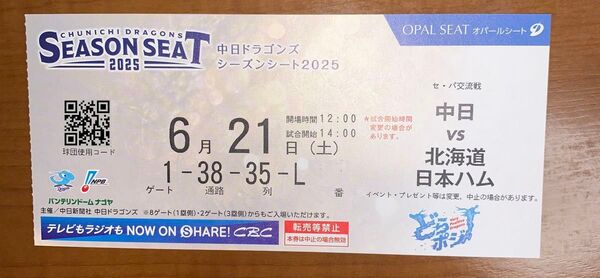 CHUNICHI DRAGONS
SEASON SEAT
2025
中日ドラゴンズ
シーズンシート2025
OPAL SEAT オパールシート D
セ・パ交流戦
開場時間 12:00
試合開始 14:00
★試合開始時間
変更の場合が
あります。
中日
VS
北海道
日本ハム
6月21日(土)
球団使用コード
1-38-35-L
ゲート 通路 列 番
イベント・プレゼント等は変更、中止の場合があります。
NPB
バンテリンドーム ナゴヤ
主催/中日新聞社 中日ドラゴンズ ※8ゲート(1塁側)・2ゲート(3塁側)からもご入場いただけます。
テレビもラジオも NOW ON SHARE! CBC
転売等禁止
本券は中止の場合有効
どらポジ